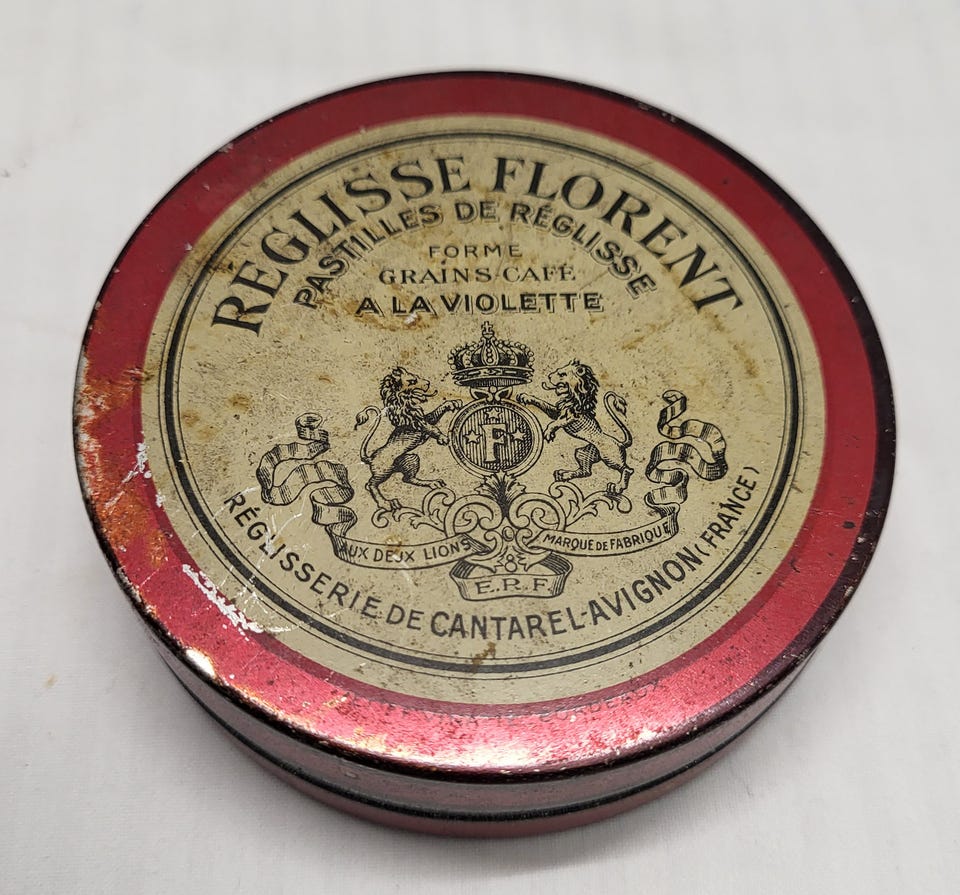 RÉGLISSE FLORENT
PASTILLES DE RÉGLISSE
FORME
GRAINS-CAFÉ
A LA VIOLETTE
F
AUX DEUX LIONS
MARQUE DE FABRIQUE
E.R.F
RÉGLISSERIE DE CANTAREL-AVIGNON (FRANCE)